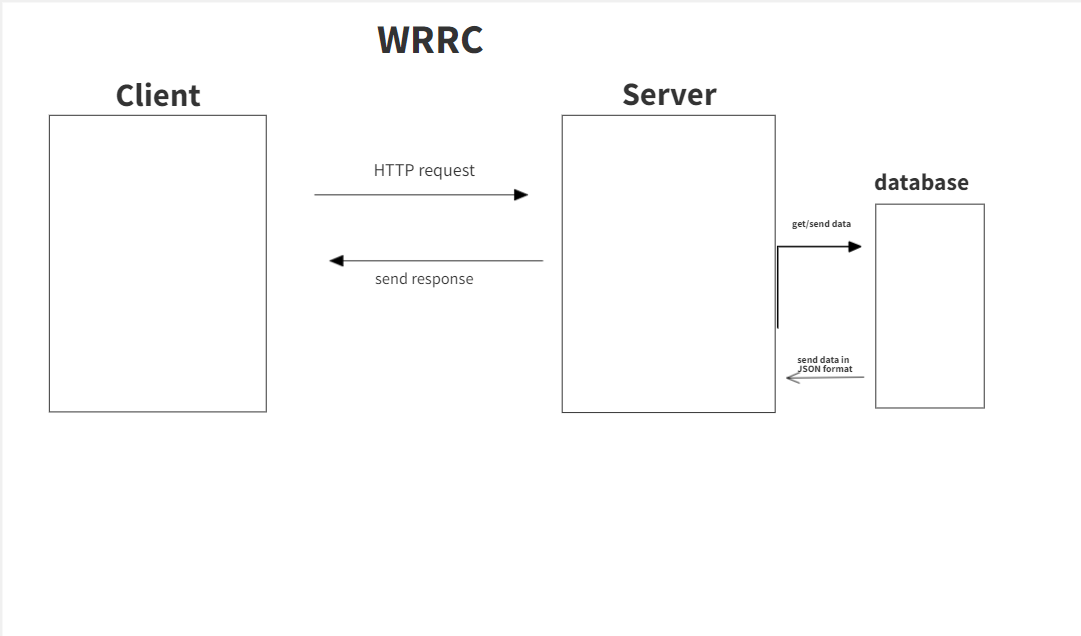 WRRC
Client
Server
HTTP request
database
get/send data
send response
send data in
JSON format